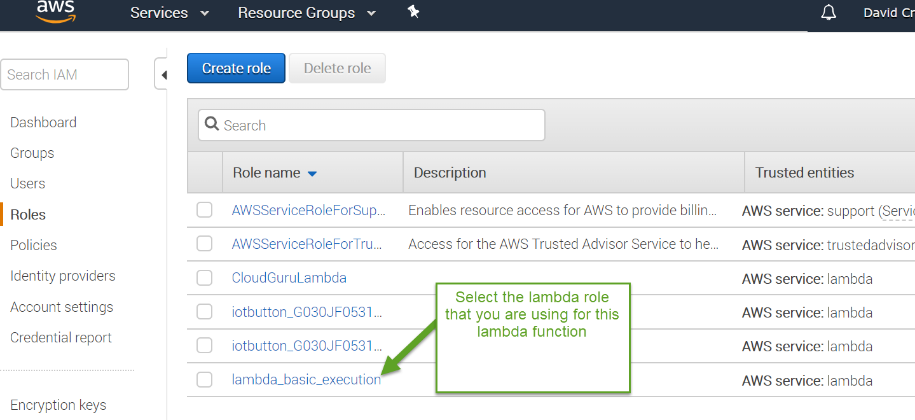 aws Services Resource Groups David Cr
Search IAM
Create role Delete role
Search
Dashboard
Groups
Users
Roles
Policies
Identity providers
Account settings
Credential report
Encryption keys
Role name Description Trusted entities
AWSServiceRoleForSup... Enables resource access for AWS to provide billin... AWS service: support (Servic
AWSServiceRoleForTru... Access for the AWS Trusted Advisor Service to he... AWS service: trustedadvisor
CloudGuruLambda AWS service: lambda
iotbutton_G030JF0531... AWS service: lambda
iotbutton_G030JF0531... AWS service: lambda
lambda_basic_execution AWS service: lambda
Select the lambda role
that you are using for this
lambda function